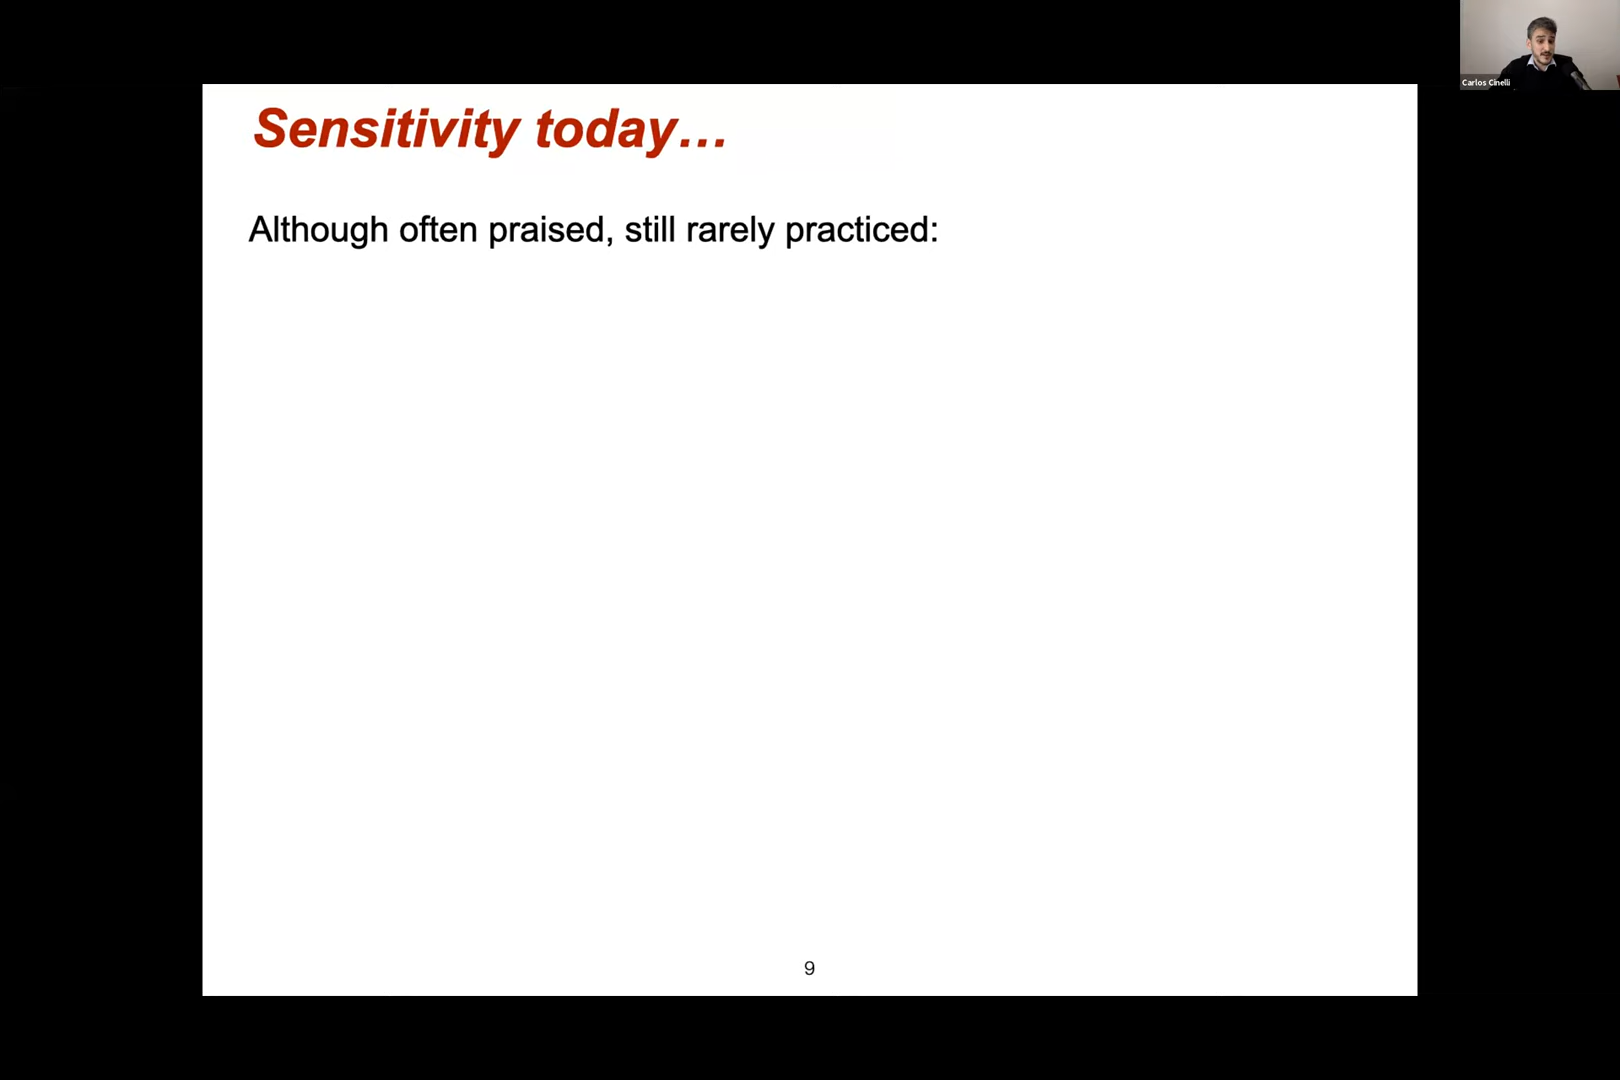 Carlos Cinelli
Sensitivity today…
Although often praised, still rarely practiced:
9